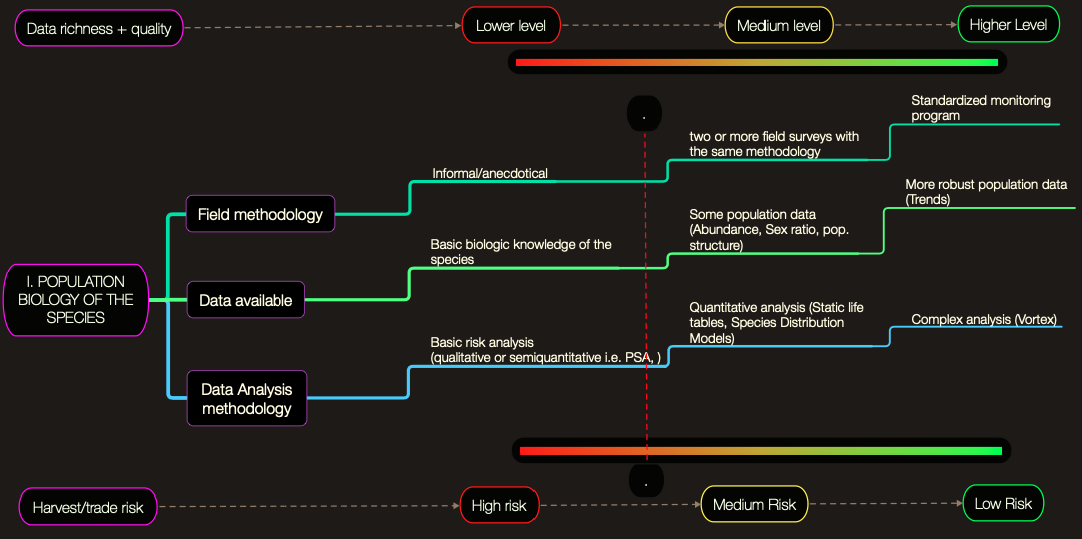 Data richness + quality
Lower level
Medium level
Higher Level
.
Standardized monitoring
program
two or more field surveys with
the same methodology
Informal/anecdotical
Field methodology
More robust population data
(Trends)
Some population data
(Abundance, Sex ratio, pop.
structure)
Basic biologic knowledge of the
species
I. POPULATION
BIOLOGY OF THE
SPECIES
Data available
Quantitative analysis (Static life
tables, Species Distribution
Models)
Complex analysis (Vortex)
Basic risk analysis
(qualitative or semiquantitative i.e. PSA, )
Data Analysis
methodology
.
Harvest/trade risk
High risk
Medium Risk
Low Risk